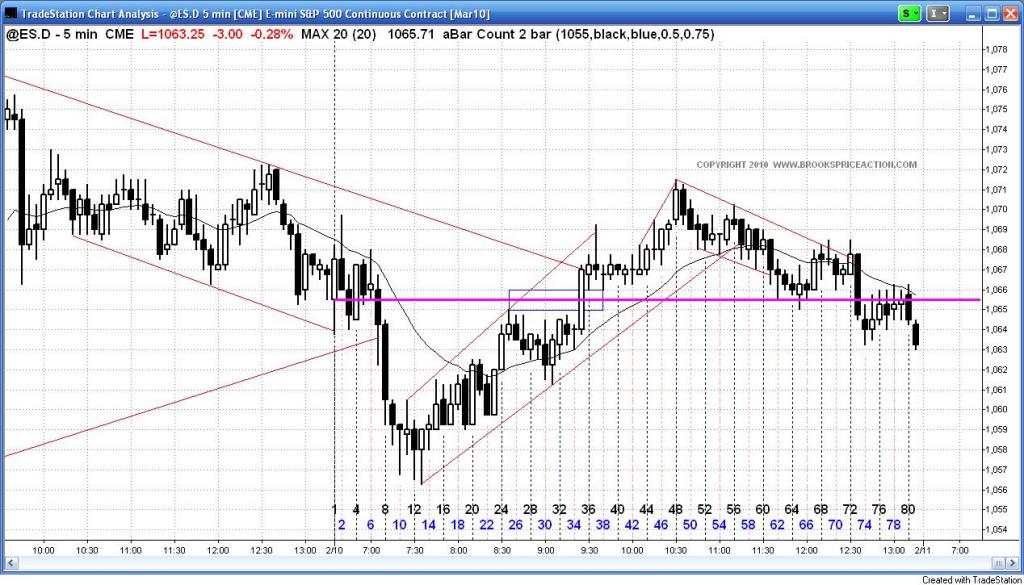 TradeStation Chart Analysis - @ES.D 5 min [CME] E-mini S&P 500 Continuous Contract [Mar10]
S
I
@ES.D - 5 min CME L=1063.25 -3.00 -0.28% MAX 20 (20) 1065.71 aBar Count 2 bar (1055,black,blue,0.5,0.75)
1,078
1,077
1,076
1,075
1,074
1,073
COPYRIGHT 2010 WWW.BROOKSPRICEACTION.COM
1,072
1,071
1,070
1,069
1,068
1,067
1,066
1,065
1,064
1,063
1,062
1,061
1,060
1,059
1,058
1,057
1,056
1,055
1,054
1 4 8 12 16 20 24 28 32 36 40 44 48 52 56 60 64 68 72 76 80
2 6 10 14 18 22 26 30 34 38 42 46 50 54 58 62 66 70 74 78
10:00 10:30 11:00 11:30 12:00 12:30 13:00 2/10 7:00 7:30 8:00 8:30 9:00 9:30 10:00 10:30 11:00 11:30 12:00 12:30 13:00 2/11 7:00
Created with TradeStation